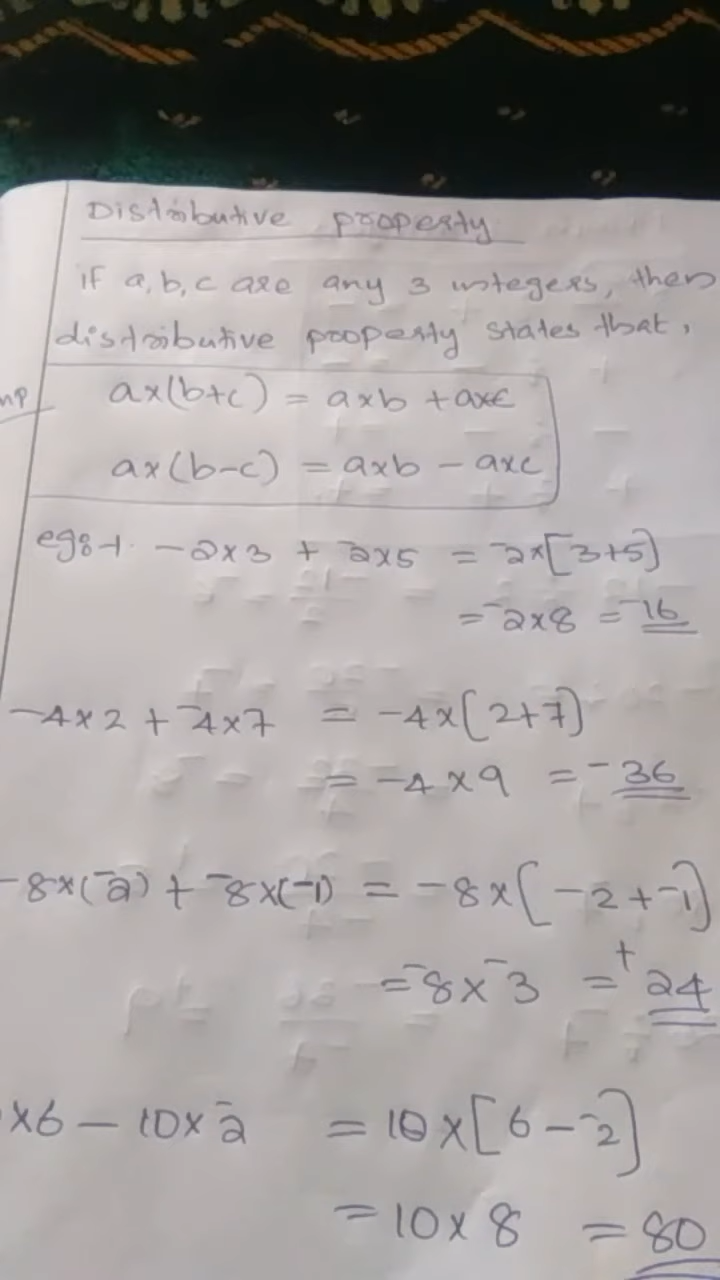 Distributive property
if a, b, c are any 3 integers, then
distributive property states that,
a×(b+c) = a×b + a×c
a×(b-c) = a×b - a×c
eg:-1. -2×3 + -2×5 = -2×[3+5]
= -2×8 = -16
-4×2 + -4×7 = -4×[2+7]
= -4×9 = -36
-8×(-2) + -8×(-1) = -8×[-2+-1]
= -8×-3 = +24
×6 - 10×-2 = 10×[6--2]
= 10×8 = 80